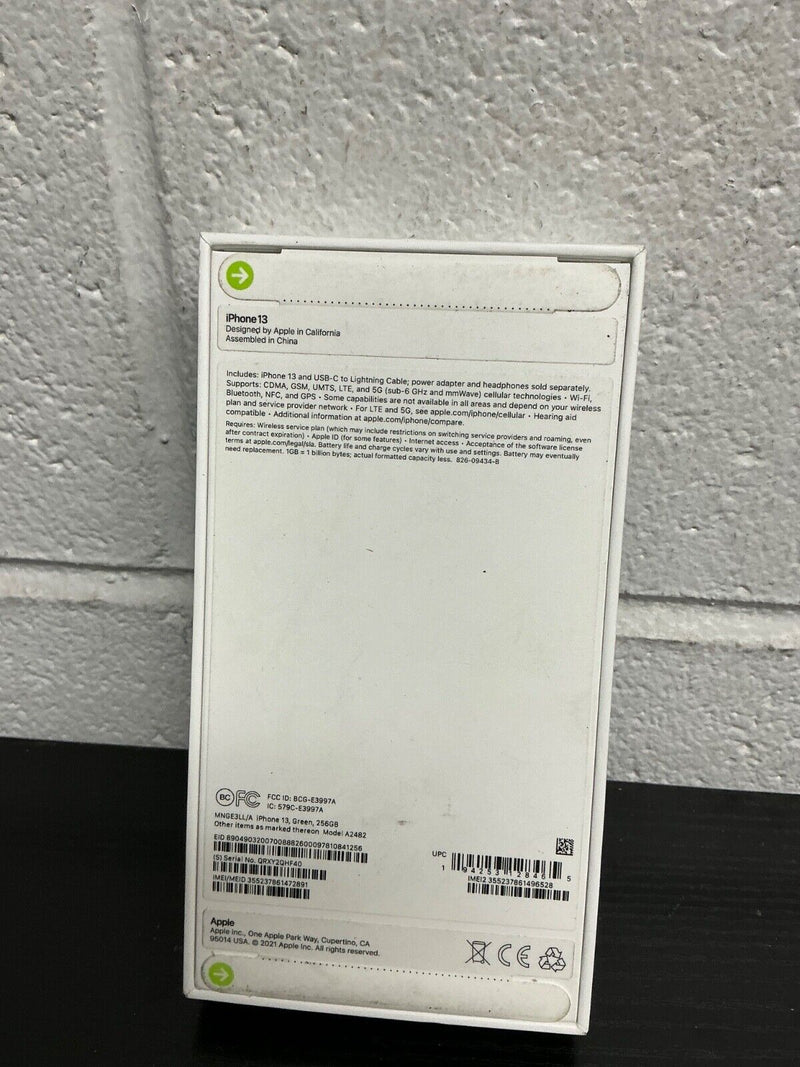 iPhone 13
Designed by Apple in California
Assembled in China
Includes: iPhone 13 and USB-C to Lightning Cable; power adapter and headphones sold separately.
Supports: CDMA, GSM, UMTS, LTE, and 5G (sub-6 GHz and mmWave) cellular technologies • Wi-Fi,
Bluetooth, NFC, and GPS • Some capabilities are not available in all areas and depend on your wireless
plan and service provider network • For LTE and 5G, see apple.com/iphone/cellular • Hearing aid
compatible • Additional information at apple.com/iphone/compare.
Requires: Wireless service plan (which may include restrictions on switching service providers and roaming, even
after contract expiration) • Apple ID (for some features) • Internet access • Acceptance of the software license
terms at apple.com/legal/sla. Battery life and charge cycles vary with use and settings. Battery may eventually
need replacement. 1GB = 1 billion bytes; actual formatted capacity less. 826-09434-B
BC FC FCC ID: BCG-E3997A
IC: 579C-E3997A
MNGE3LL/A iPhone 13, Green, 256GB
Other items as marked thereon Model A2482
EID 89049032007008882600097810841256
(S) Serial No. QRXY2QHF40
IMEI/MEID 355237861472891
UPC
1 94253 12846 5
IMEI2 355237861496528
Apple
Apple Inc., One Apple Park Way, Cupertino, CA
95014 USA. © 2021 Apple Inc. All rights reserved.
CE